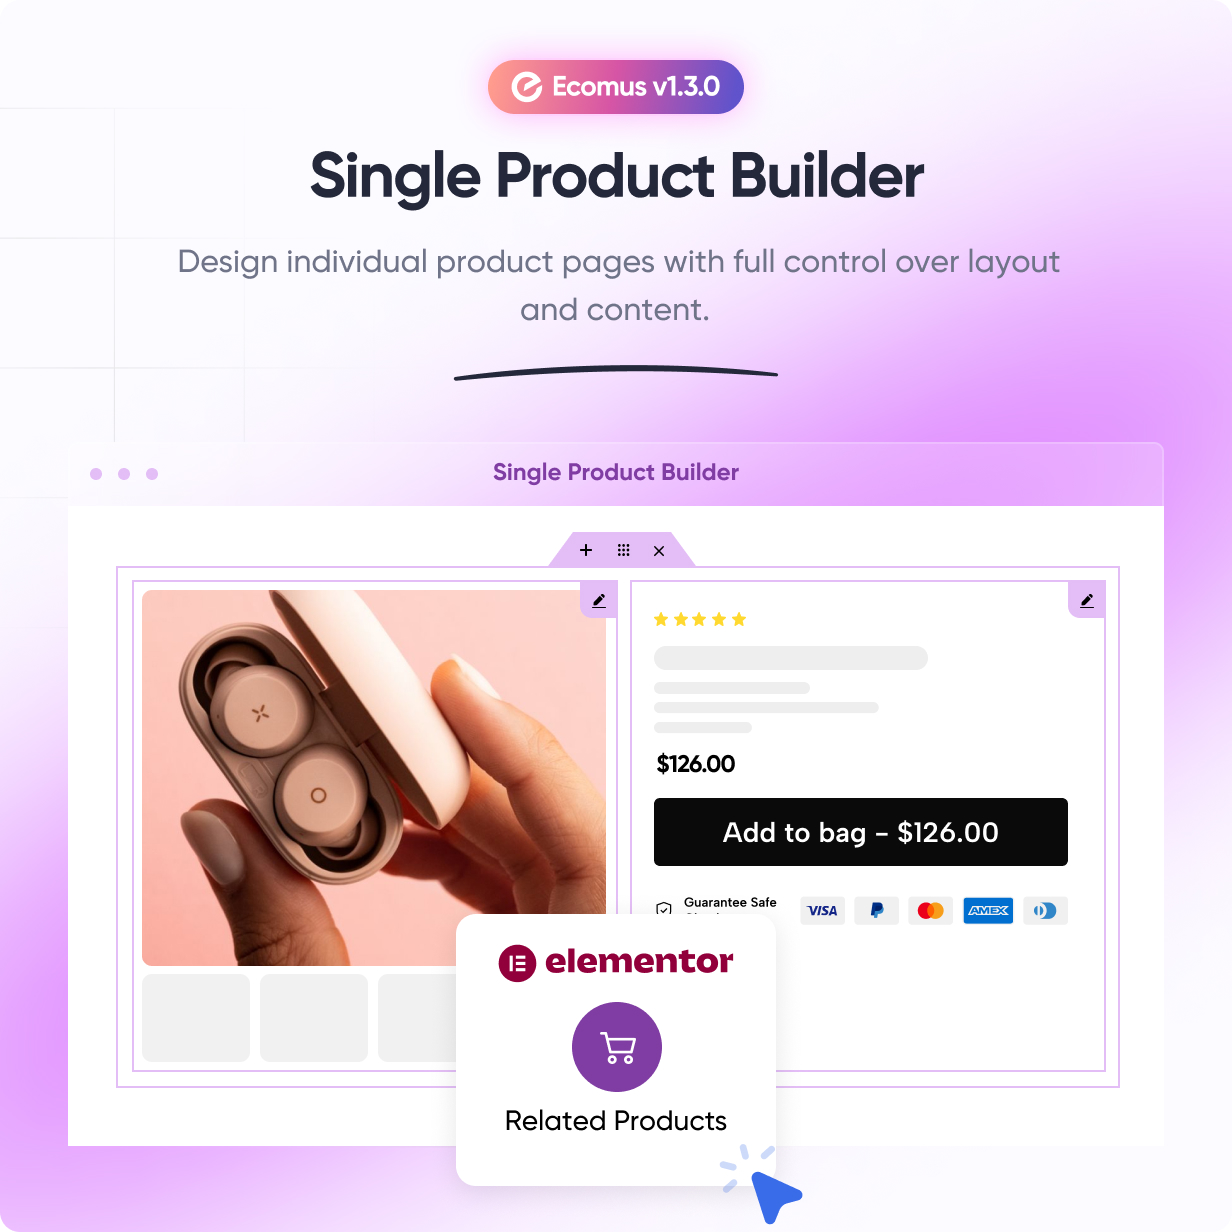 Ecomus v1.3.0
Single Product Builder
Design individual product pages with full control over layout
and content.
Single Product Builder
$126.00
Add to bag – $126.00
Guarantee Safe
VISA
AMEX
elementor
Related Products